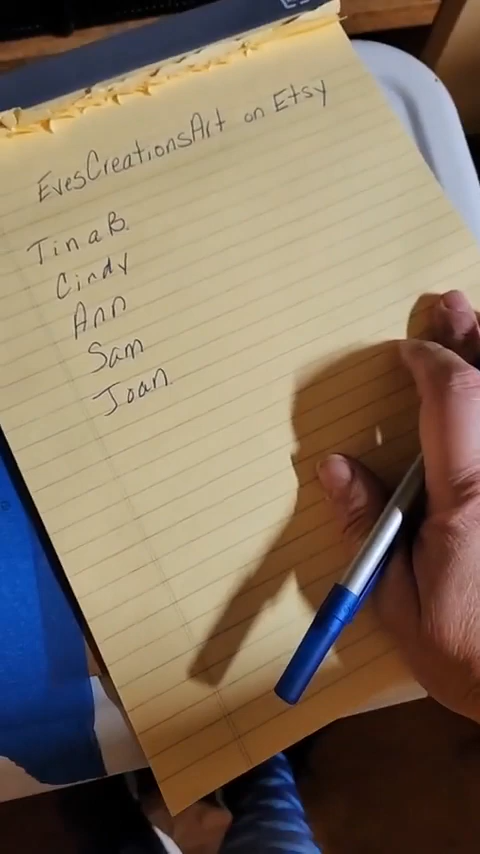 EvesCreationsArt on Etsy
Tina B.
Cindy
Ann
Sam
Joan